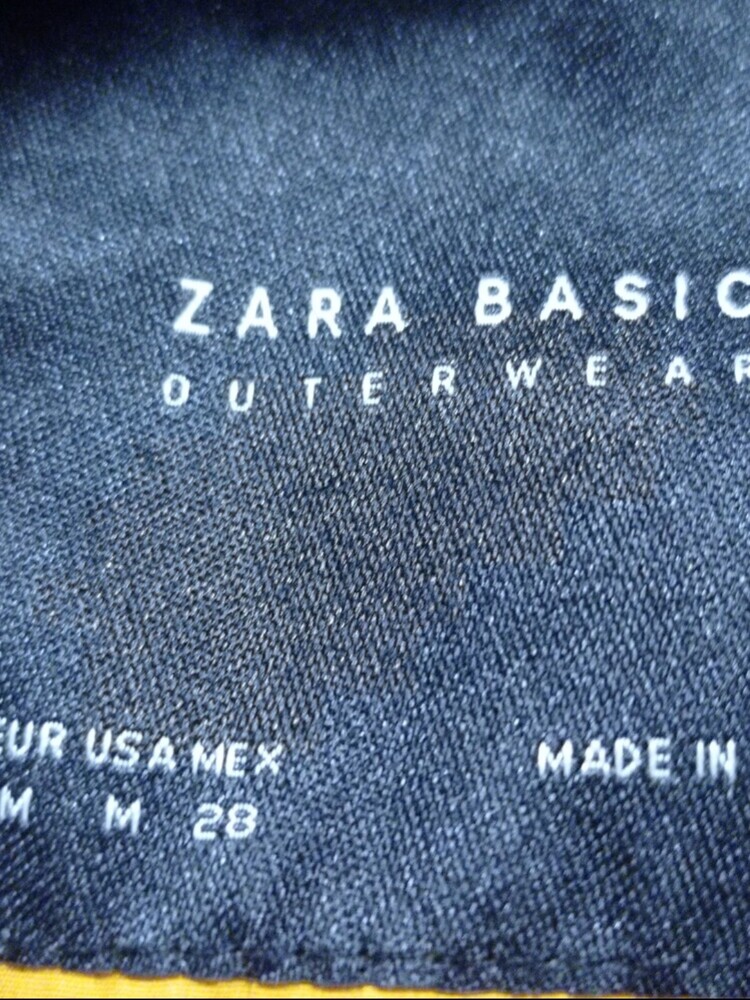 ZARA BASIC
OUTERWEAR
EUR USA MEX
M M 28
MADE IN